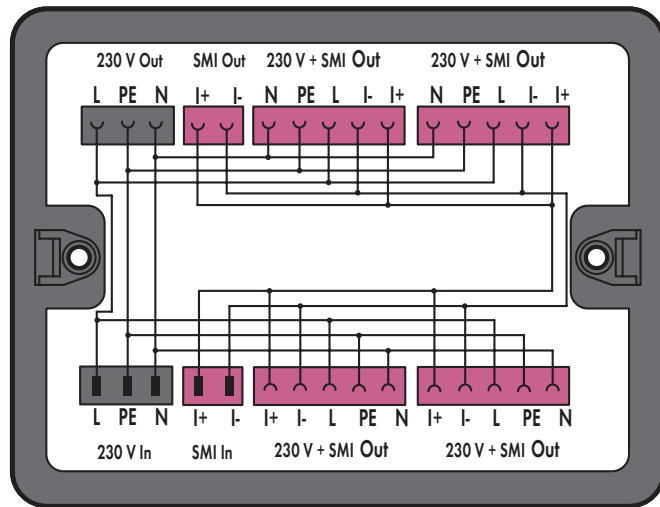 230 V Out SMI Out 230 V + SMI Out 230 V + SMI Out
L PE N I+ I- N PE L I- I+ N PE L I- I+
L PE N I+ I- I+ I- L PE N I+ I- L PE N
230 V In SMI In 230 V + SMI Out 230 V + SMI Out